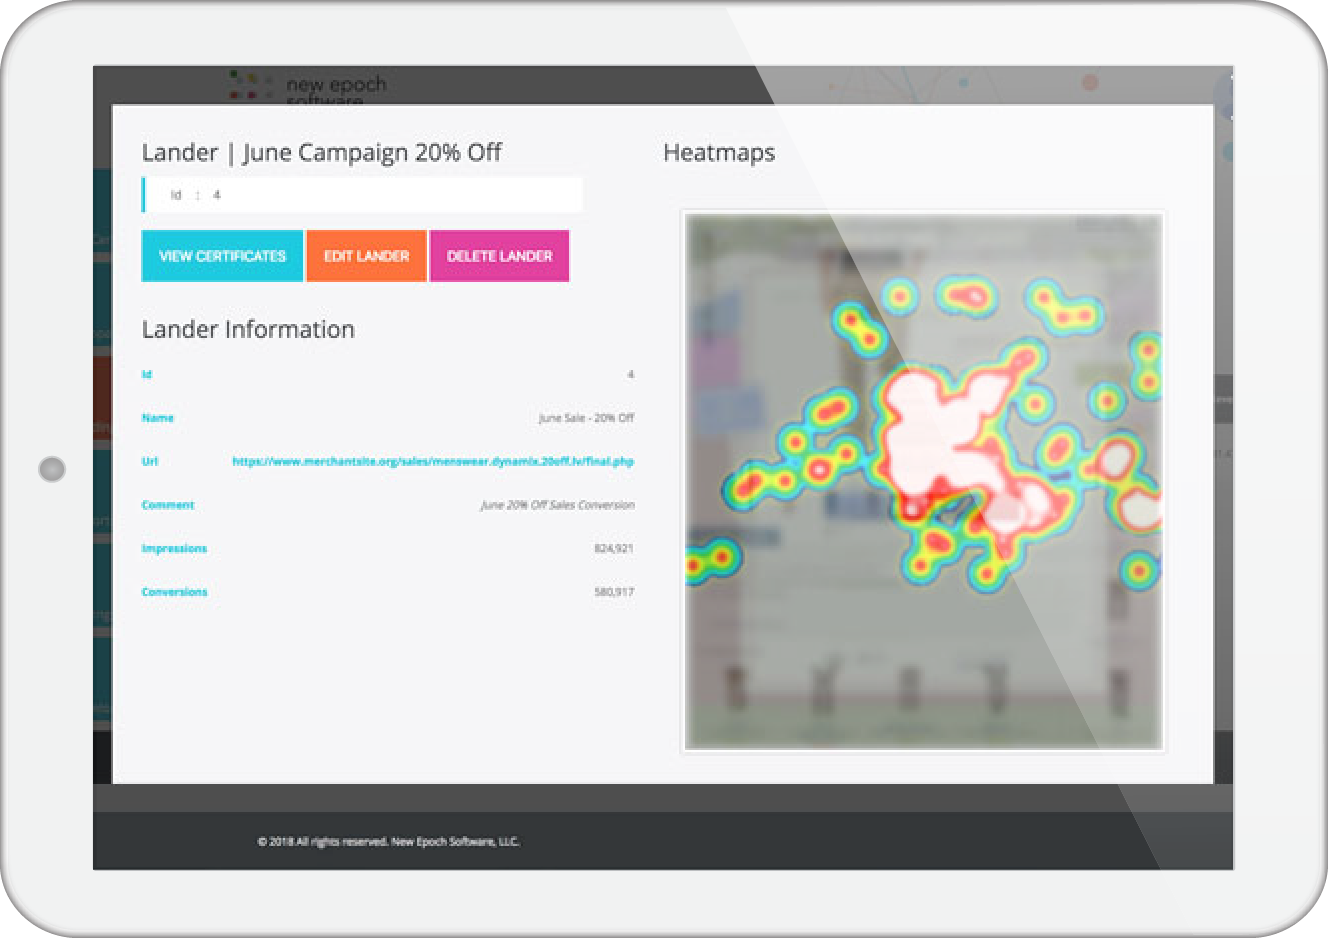 new epoch
software
Lander | June Campaign 20% Off
Id : 4
VIEW CERTIFICATES
EDIT LANDER
DELETE LANDER
Lander Information
Id 4
Name June Sale - 20% Off
Url https://www.merchantsite.org/sales/menswear.dynamix.20off.lv/final.php
Comment June 20% Off Sales Conversion
Impressions 824,921
Conversions 580,917
Heatmaps
© 2018 All rights reserved. New Epoch Software, LLC.